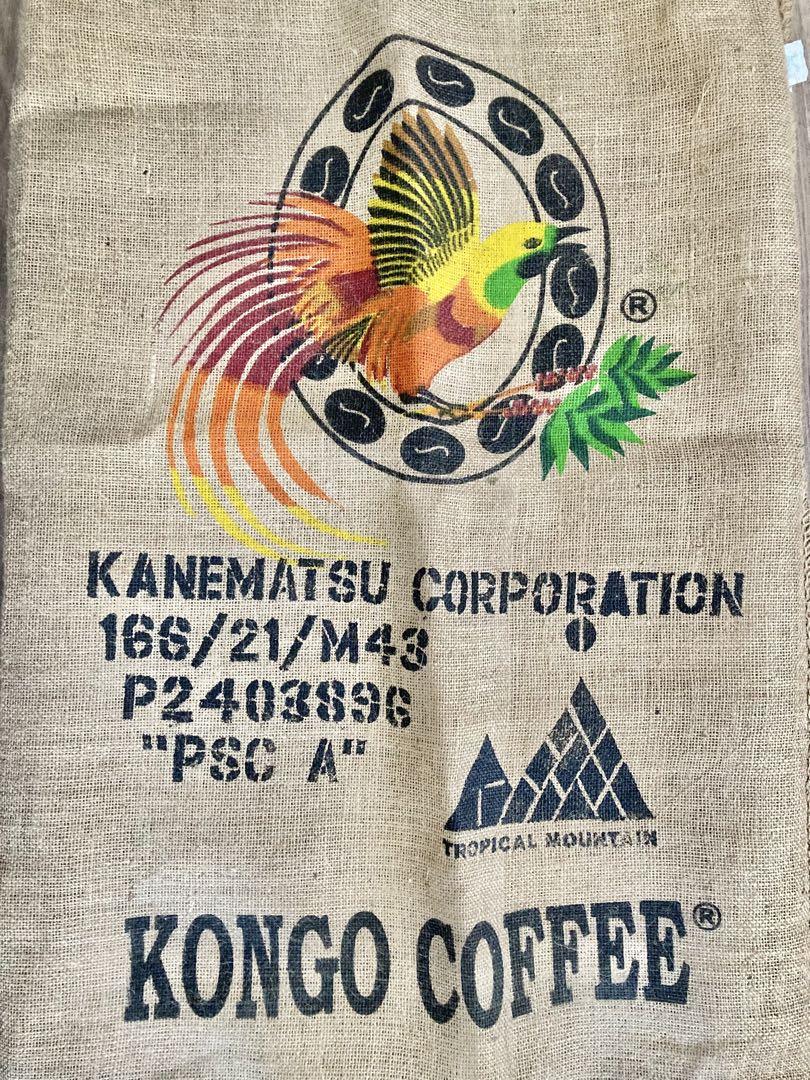 ®
KANEMATSU CORPORATION
166/21/M43
P2403896
"PSC A"
TROPICAL MOUNTAIN
KONGO COFFEE®